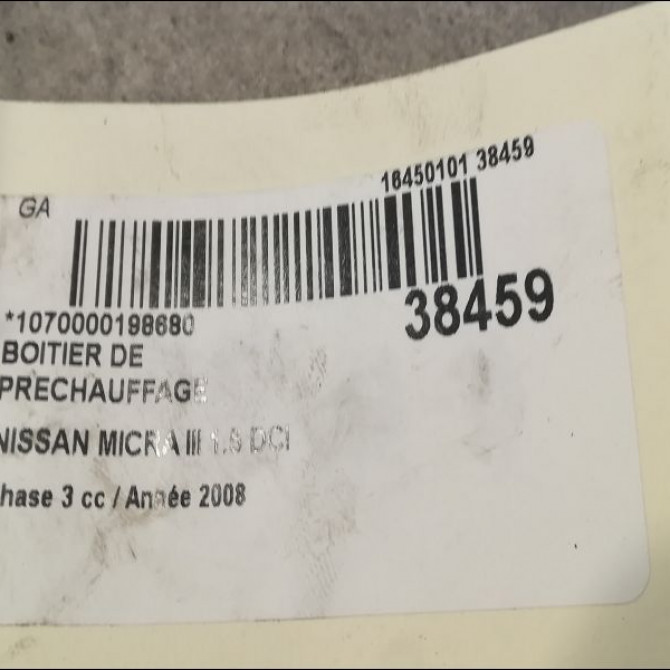 GA
16450101 38459
38459
*1070000198680
BOITIER DE
PRECHAUFFAGE
NISSAN MICRA III 1.5 DCI
hase 3 cc / Année 2008